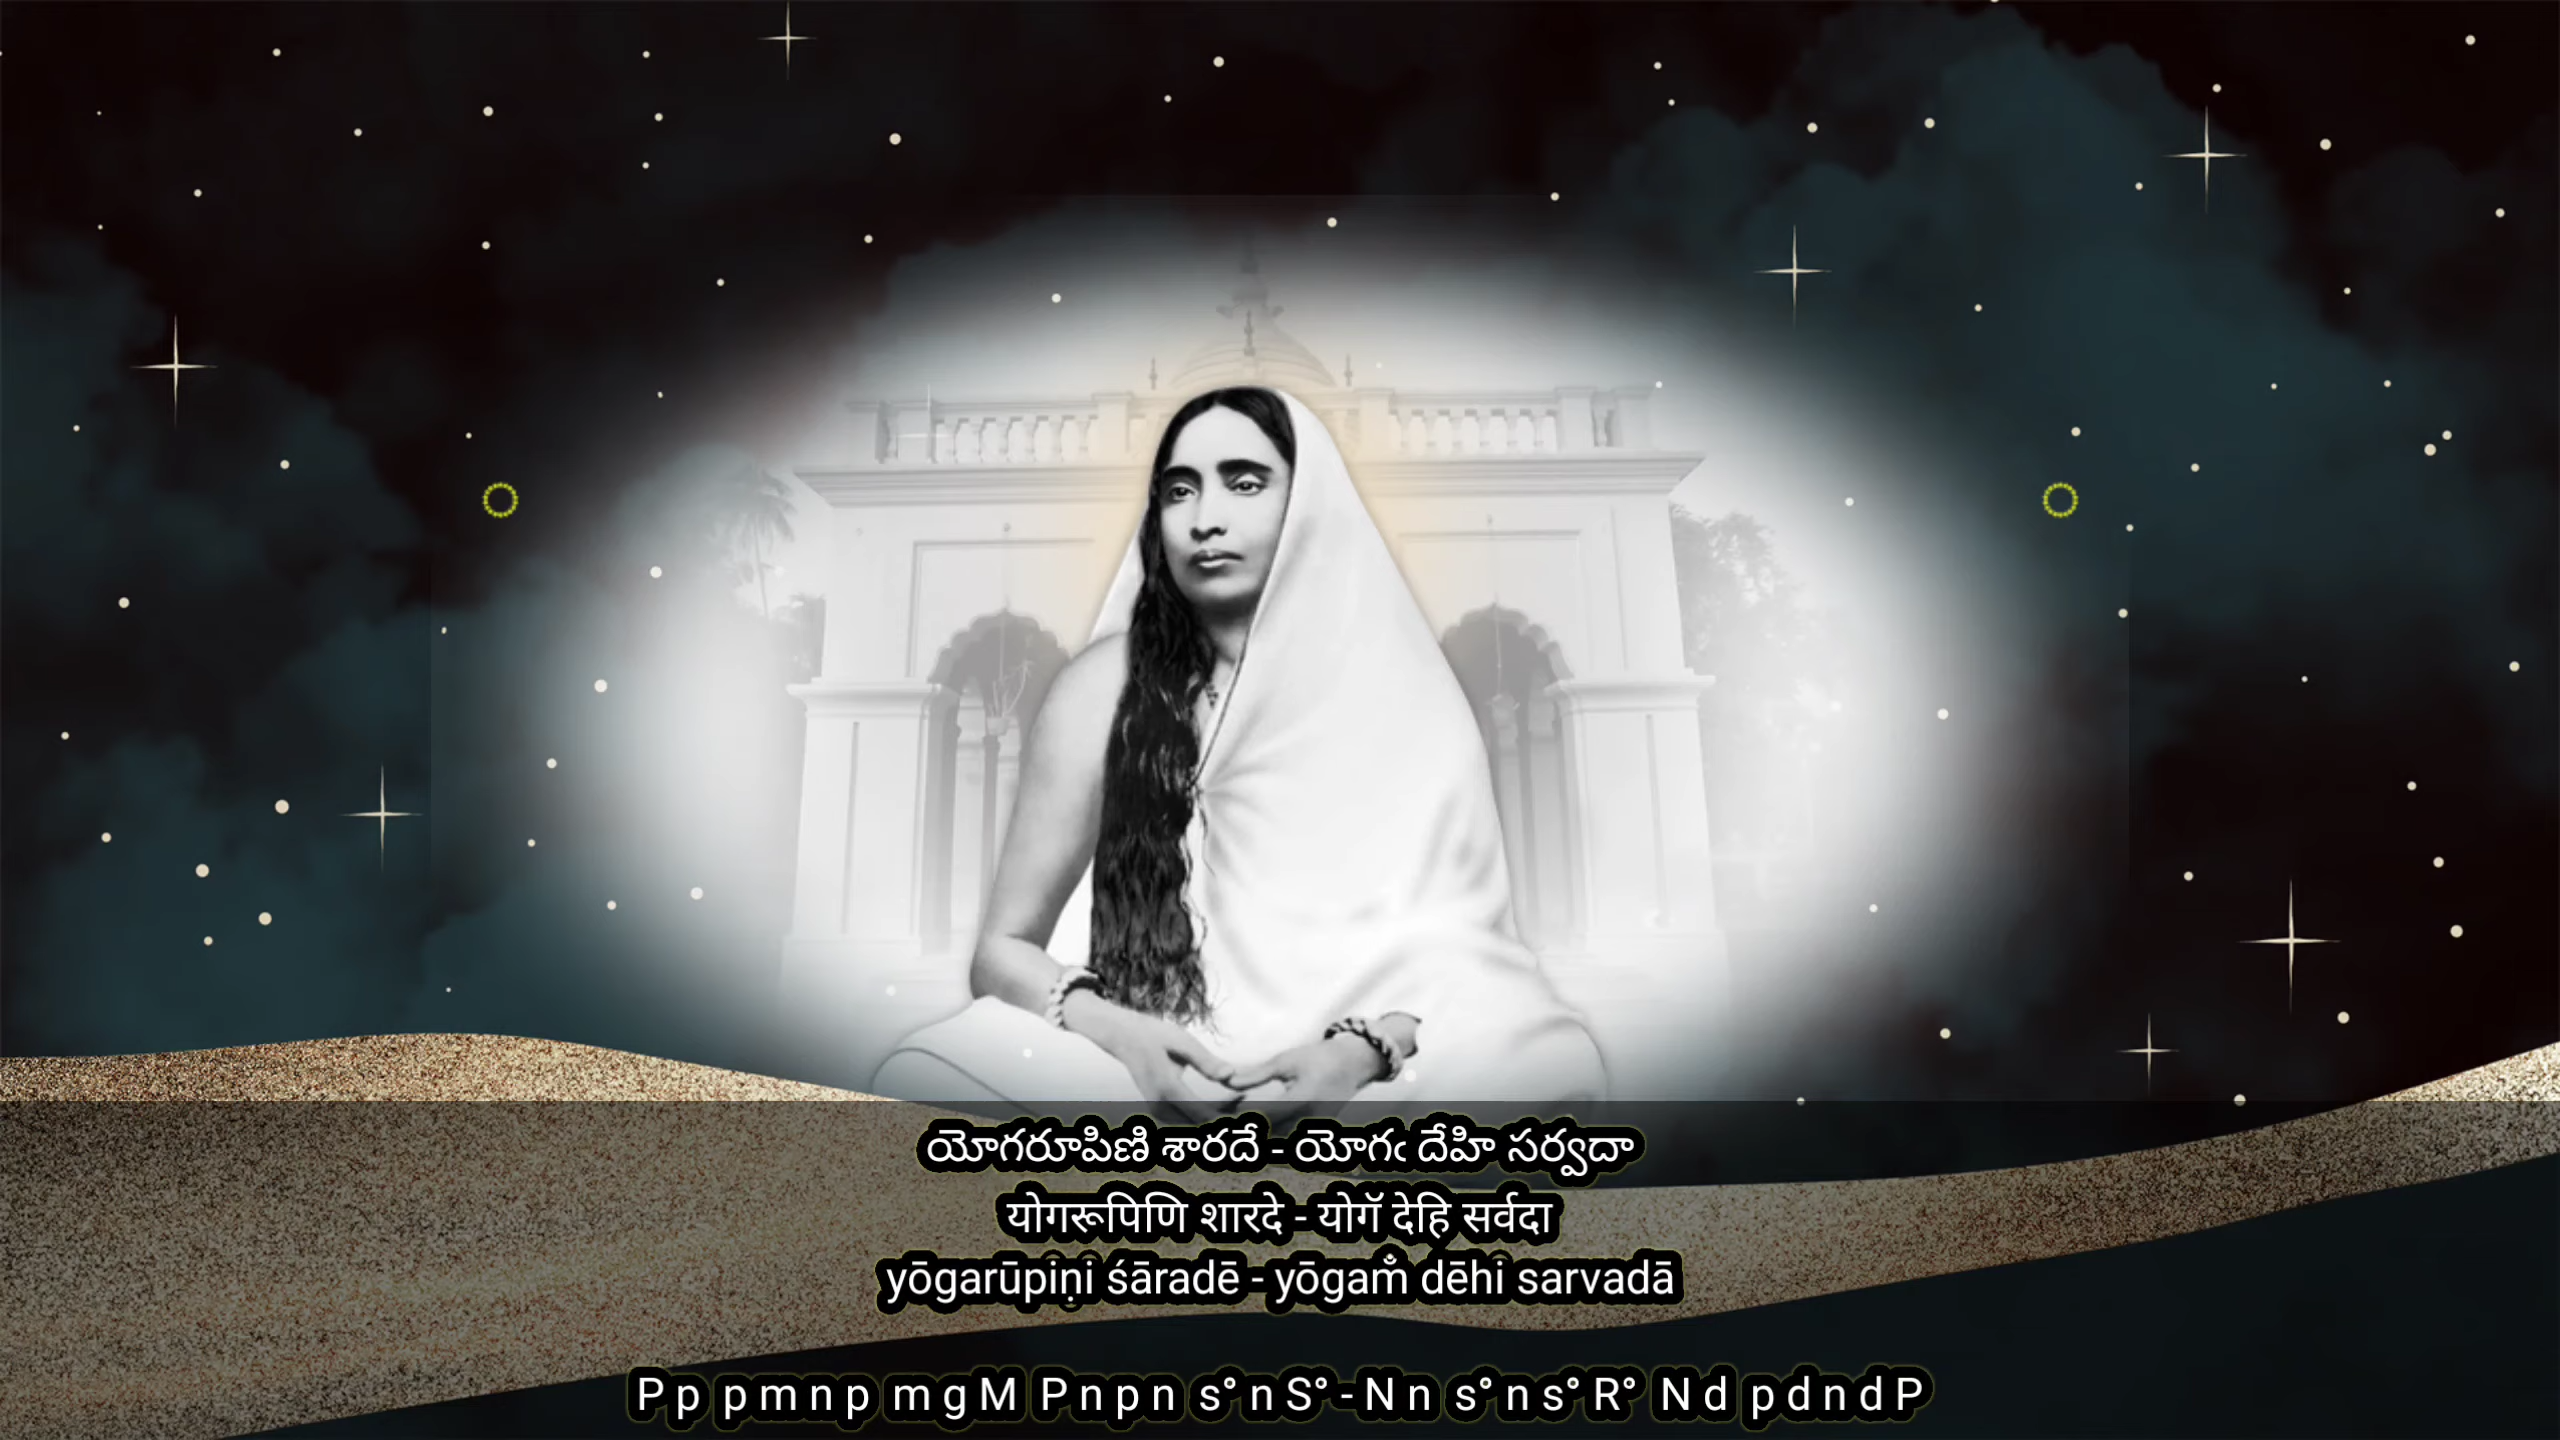 యోగరూపిణి శారదే - యోగఁ దేహి సర్వదా
योगरूपिणि शारदे - योगॅ देहि सर्वदा
yōgarūpiṇi śāradē - yōgam̐ dēhi sarvadā
P p p m n p m g M P n p n s° n S° - N n s° n s° R° N d p d n d P